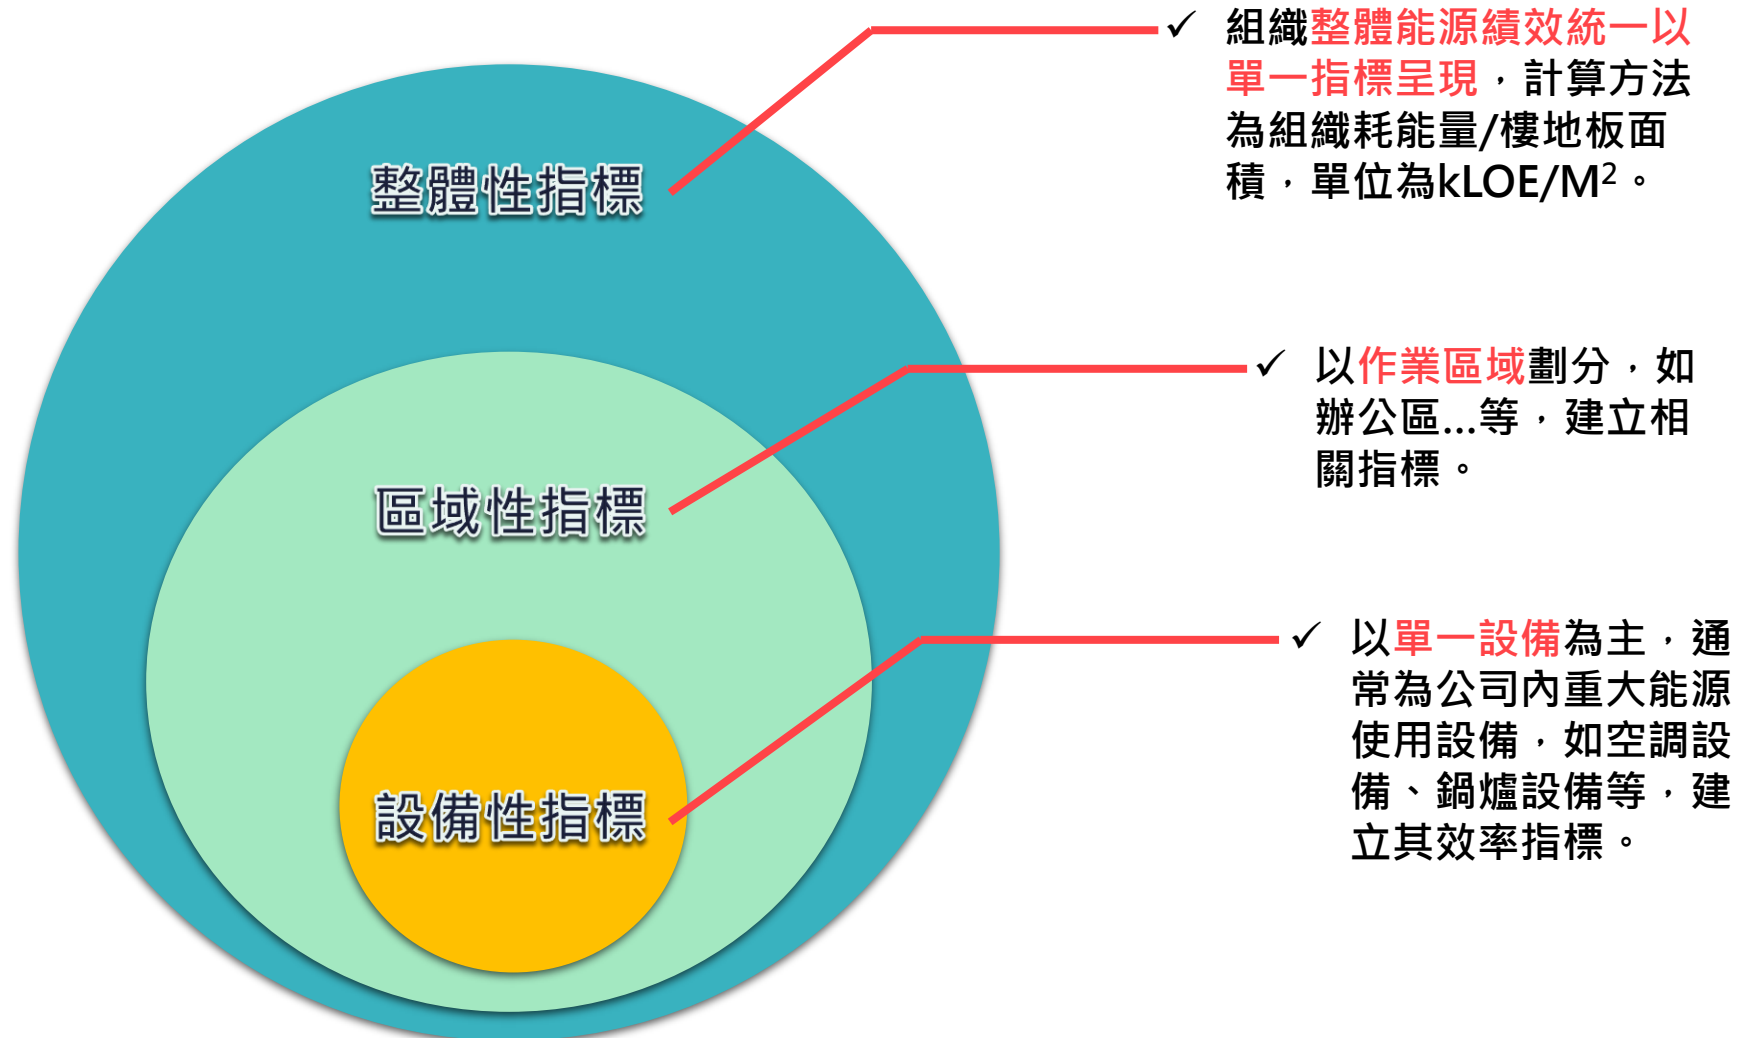 整體性指標
✓ 組織整體能源績效統一以
單一指標呈現，計算方法
為組織耗能量/樓地板面
積，單位為kLOE/M²。
區域性指標
✓ 以作業區域劃分，如
辦公區...等，建立相
關指標。
設備性指標
✓ 以單一設備為主，通
常為公司內重大能源
使用設備，如空調設
備、鍋爐設備等，建
立其效率指標。